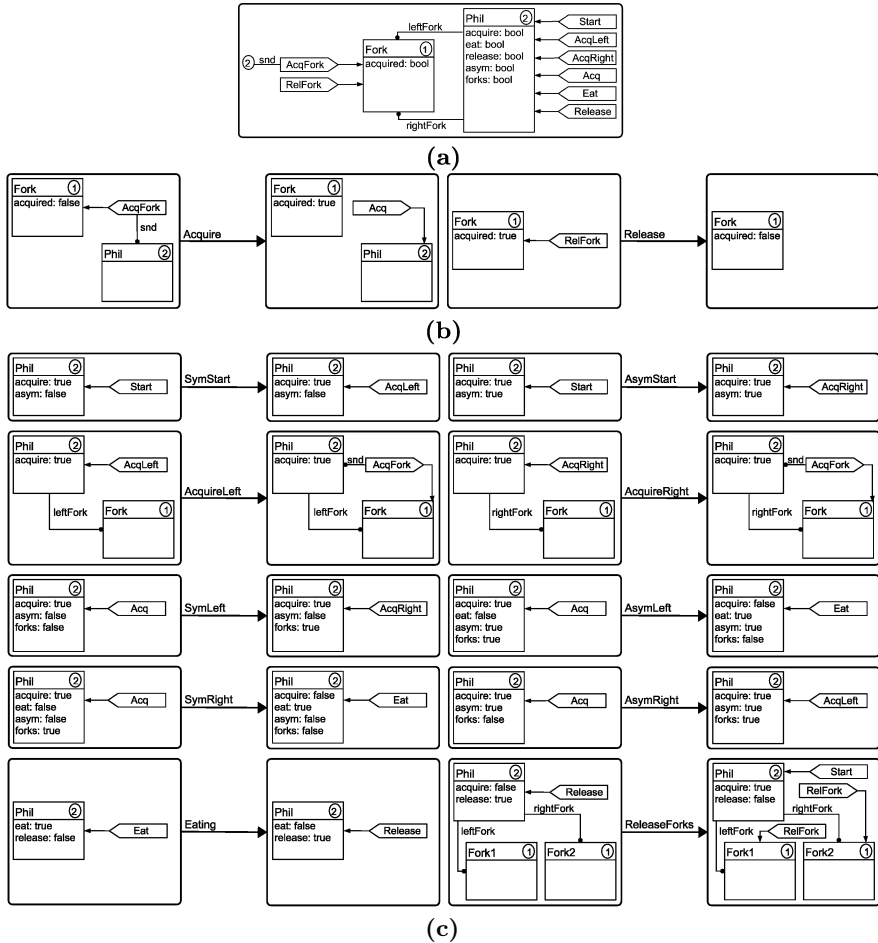 leftFork
Phil 2
acquire: bool
eat: bool
release: bool
asym: bool
forks: bool
Start
AcqLeft
AcqRight
Acq
Eat
Release
Fork 1
acquired: bool
2 snd AcqFork
RelFork
rightFork
(a)
Fork 1
acquired: false
AcqFork
snd
Phil 2
Acquire
Fork 1
acquired: true
Acq
Phil 2
Fork 1
acquired: true
RelFork
Release
Fork 1
acquired: false
(b)
Phil 2
acquire: true
asym: false
Start
SymStart
Phil 2
acquire: true
asym: false
AcqLeft
Phil 2
acquire: true
asym: true
Start
AsymStart
Phil 2
acquire: true
asym: true
AcqRight
Phil 2
acquire: true
AcqLeft
leftFork
Fork 1
AcquireLeft
Phil 2
acquire: true
snd
AcqFork
leftFork
Fork 1
Phil 2
acquire: true
AcqRight
rightFork
Fork 1
AcquireRight
Phil 2
acquire: true
snd
AcqFork
rightFork
Fork 1
Phil 2
acquire: true
asym: false
forks: false
Acq
SymLeft
Phil 2
acquire: true
asym: false
forks: true
AcqRight
Phil 2
acquire: true
eat: false
asym: true
forks: true
Acq
AsymLeft
Phil 2
acquire: false
eat: true
asym: true
forks: false
Eat
Phil 2
acquire: true
eat: false
asym: false
forks: true
Acq
SymRight
Phil 2
acquire: false
eat: true
asym: false
forks: false
Eat
Phil 2
acquire: true
asym: true
forks: false
Acq
AsymRight
Phil 2
acquire: true
asym: true
forks: true
AcqLeft
Phil 2
eat: true
release: false
Eat
Eating
Phil 2
eat: false
release: true
Release
Phil 2
acquire: false
release: true
Release
rightFork
leftFork
Fork1 1
Fork2 1
ReleaseForks
Phil 2
acquire: true
release: false
Start
RelFork
rightFork
leftFork
RelFork
Fork1 1
Fork2 1
(c)